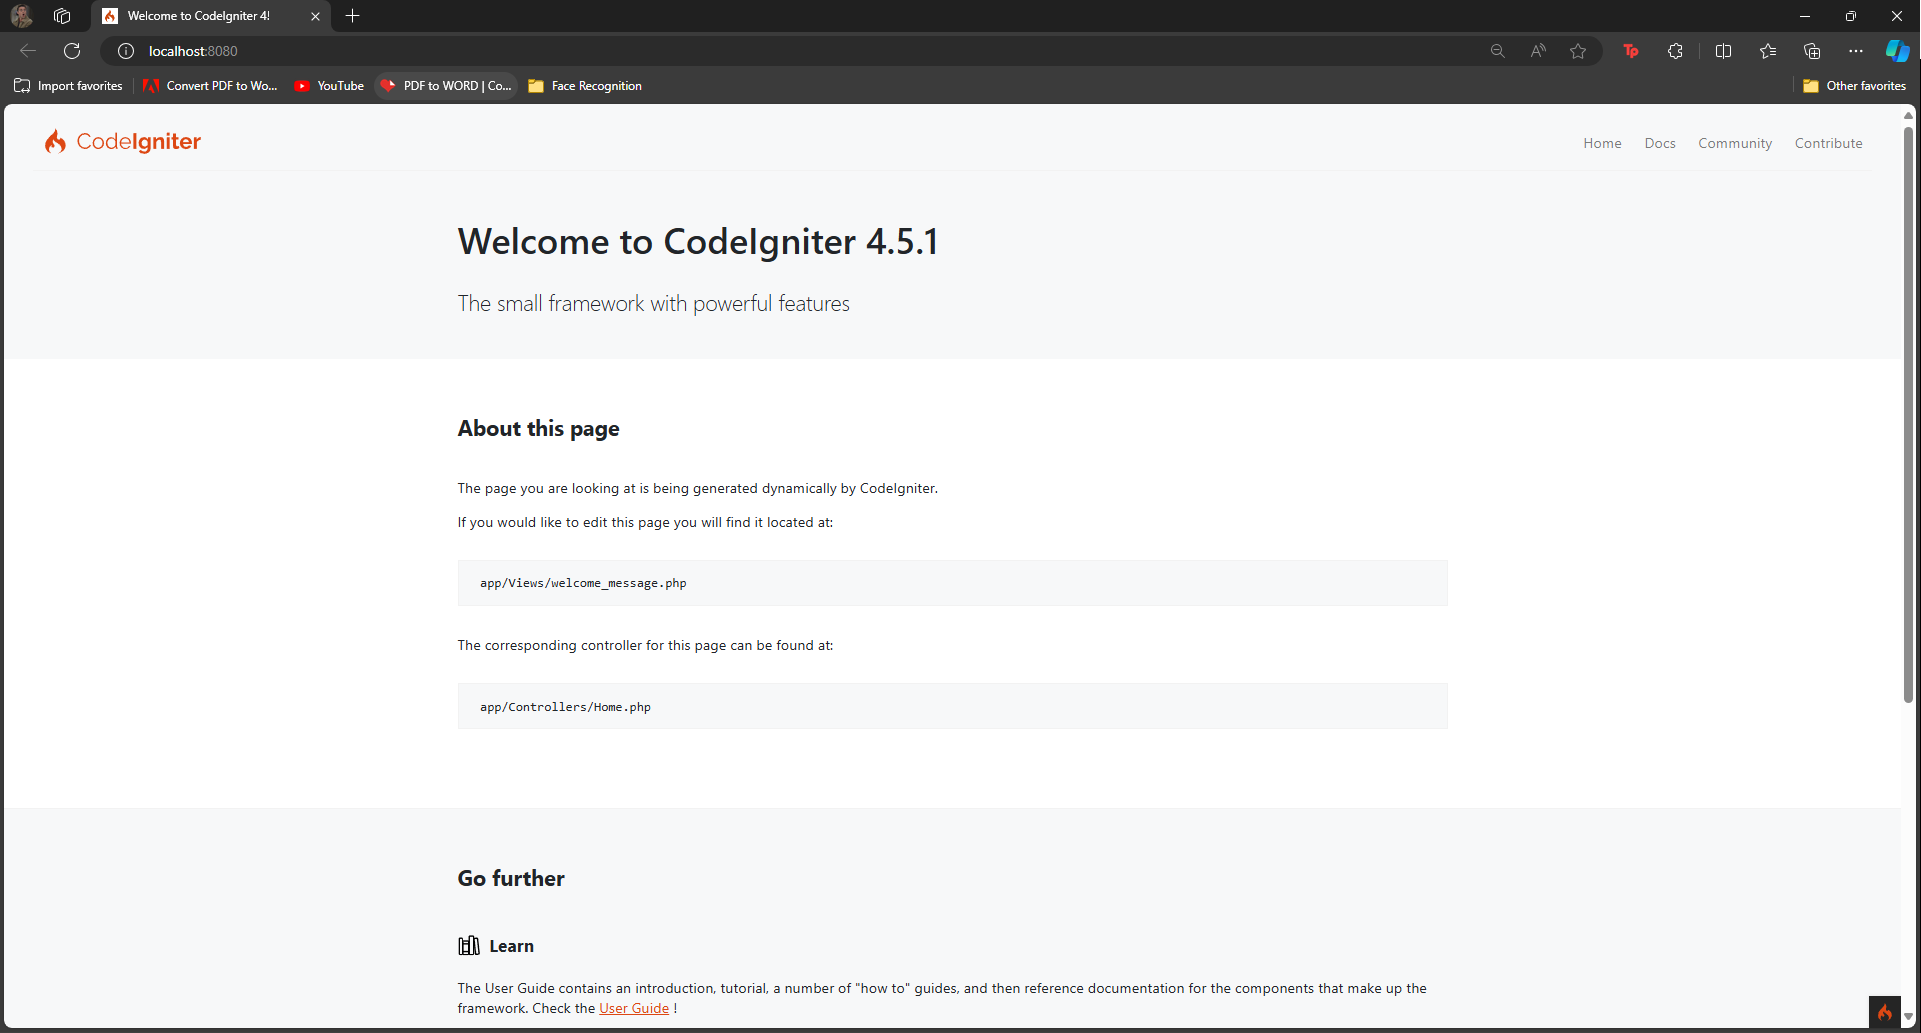 Welcome to CodeIgniter 4!
localhost:8080
Import favorites
Convert PDF to Wo...
YouTube
PDF to WORD | Co...
Face Recognition
Other favorites
CodeIgniter
Home
Docs
Community
Contribute
Welcome to CodeIgniter 4.5.1
The small framework with powerful features
About this page
The page you are looking at is being generated dynamically by CodeIgniter.
If you would like to edit this page you will find it located at:
app/Views/welcome_message.php
The corresponding controller for this page can be found at:
app/Controllers/Home.php
Go further
Learn
The User Guide contains an introduction, tutorial, a number of "how to" guides, and then reference documentation for the components that make up the
framework. Check the User Guide !